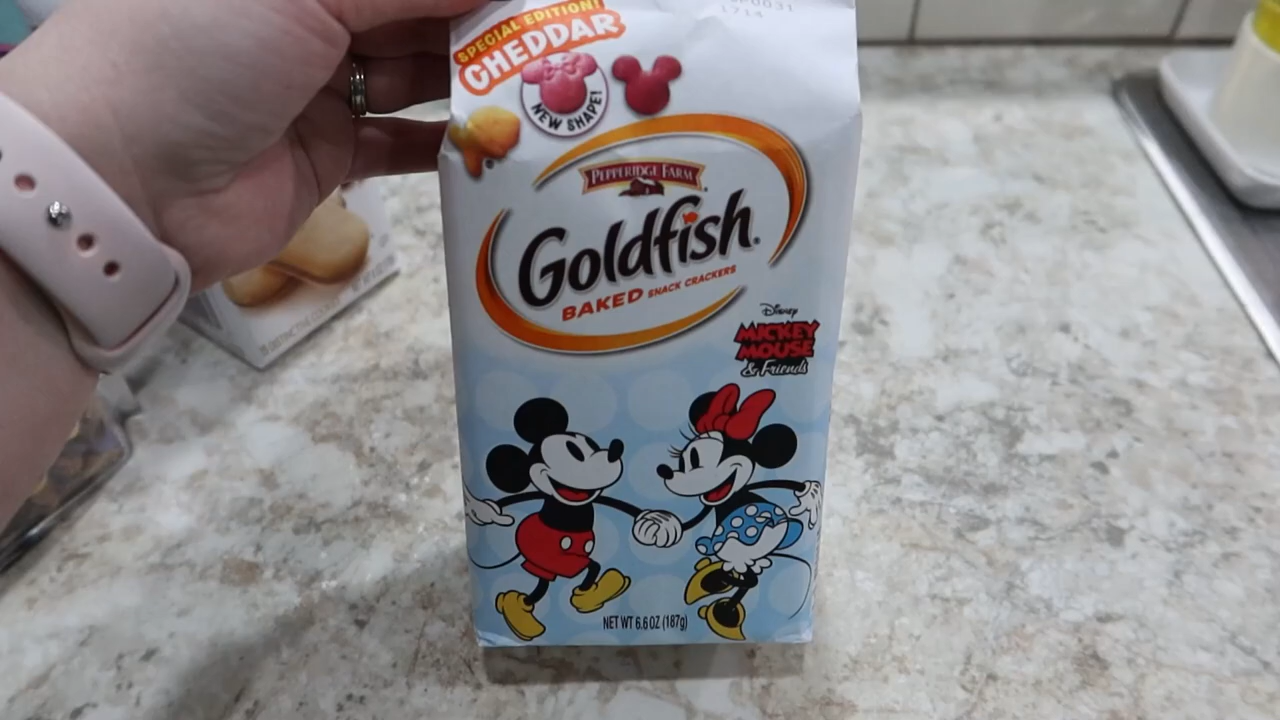 SPECIAL EDITION!
CHEDDAR
1714
NEW SHAPE!
PEPPERIDGE FARM
Goldfish
BAKED SNACK CRACKERS
Disney
MICKEY
MOUSE
& Friends
NET WT 6.6 OZ (187g)